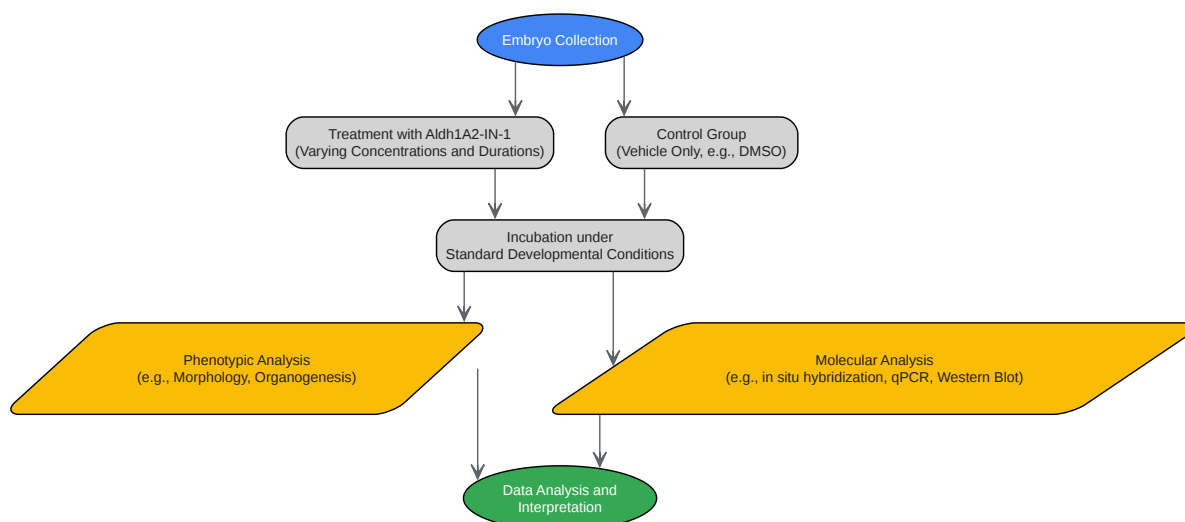 Embryo Collection
Treatment with Aldh1A2-IN-1
(Varying Concentrations and Durations)
Control Group
(Vehicle Only, e.g., DMSO)
Incubation under
Standard Developmental Conditions
Phenotypic Analysis
(e.g., Morphology, Organogenesis)
Molecular Analysis
(e.g., in situ hybridization, qPCR, Western Blot)
Data Analysis and
Interpretation